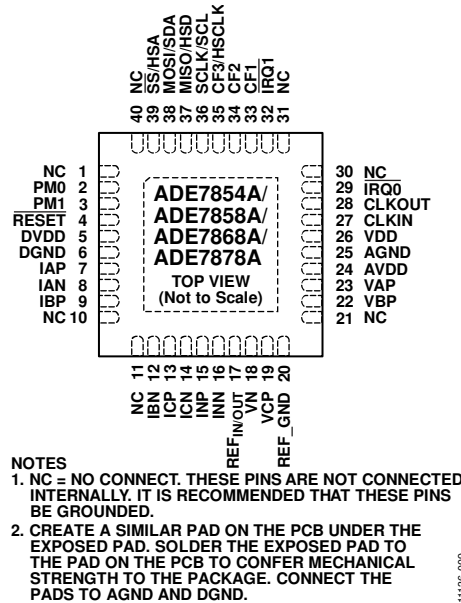 40 NC
39 SS/HSA
38 MOSI/SDA
37 MISO/HSD
36 SCLK/SCL
35 CF3/HSCLK
34 CF2
33 CF1
32 IRQ1
31 NC
NC 1
PM0 2
PM1 3
RESET 4
DVDD 5
DGND 6
IAP 7
IAN 8
IBP 9
NC 10
ADE7854A/
ADE7858A/
ADE7868A/
ADE7878A
TOP VIEW
(Not to Scale)
30 NC
29 IRQ0
28 CLKOUT
27 CLKIN
26 VDD
25 AGND
24 AVDD
23 VAP
22 VBP
21 NC
NC 11
IBN 12
ICP 13
ICN 14
INP 15
INN 16
REFIN/OUT 17
VN 18
VCP 19
REF_GND 20
NOTES
1. NC = NO CONNECT. THESE PINS ARE NOT CONNECTED
INTERNALLY. IT IS RECOMMENDED THAT THESE PINS
BE GROUNDED.
2. CREATE A SIMILAR PAD ON THE PCB UNDER THE
EXPOSED PAD. SOLDER THE EXPOSED PAD TO
THE PAD ON THE PCB TO CONFER MECHANICAL
STRENGTH TO THE PACKAGE. CONNECT THE
PADS TO AGND AND DGND.